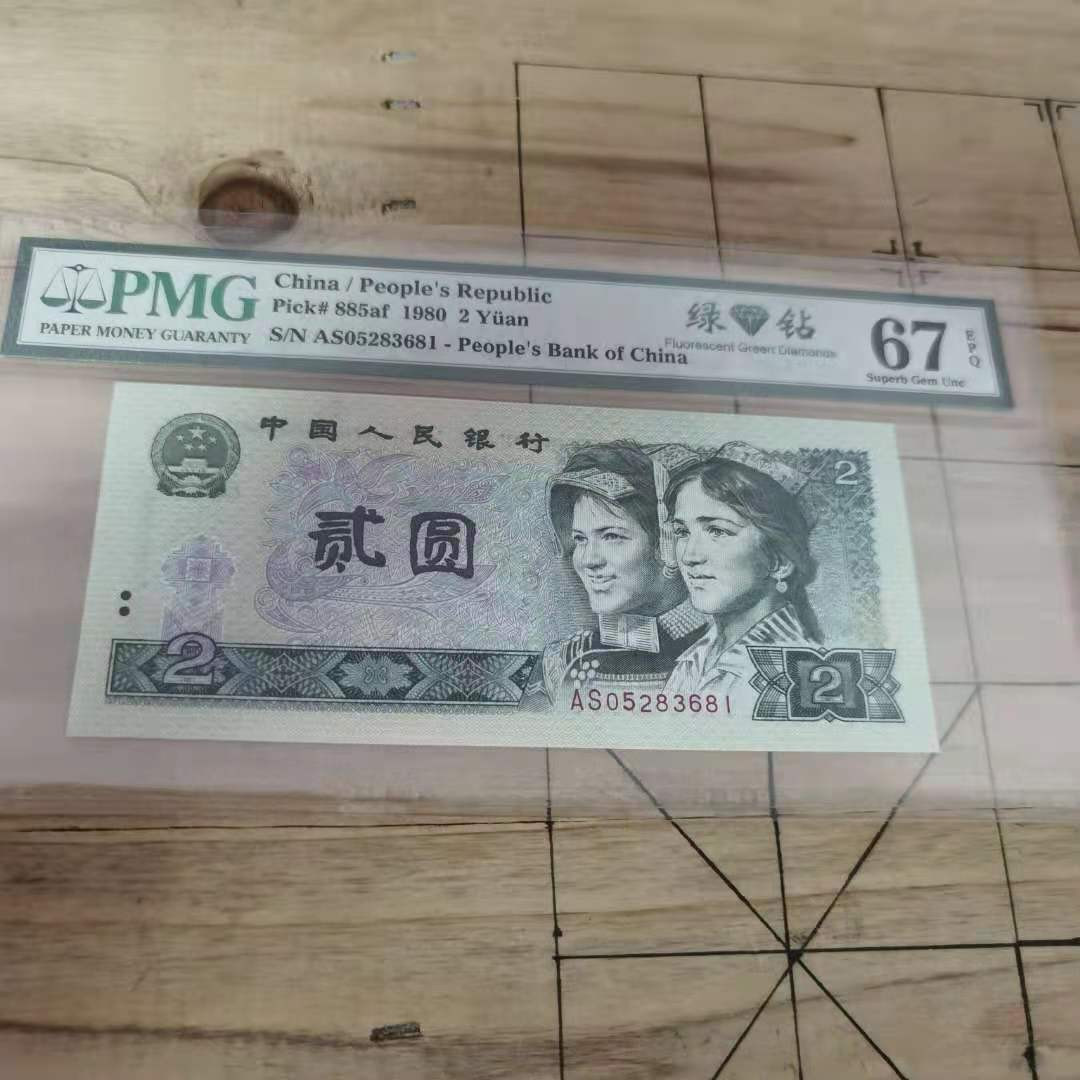 PMG
PAPER MONEY GUARANTY
China / People's Republic
Pick# 885af 1980 2 Yüan
S/N AS05283681 - People's Bank of China
绿 钻
Fluorescent Green Diamonds
67
EPQ
Superb Gem Unc
中国人民银行
贰圆
2
2
AS05283681
2